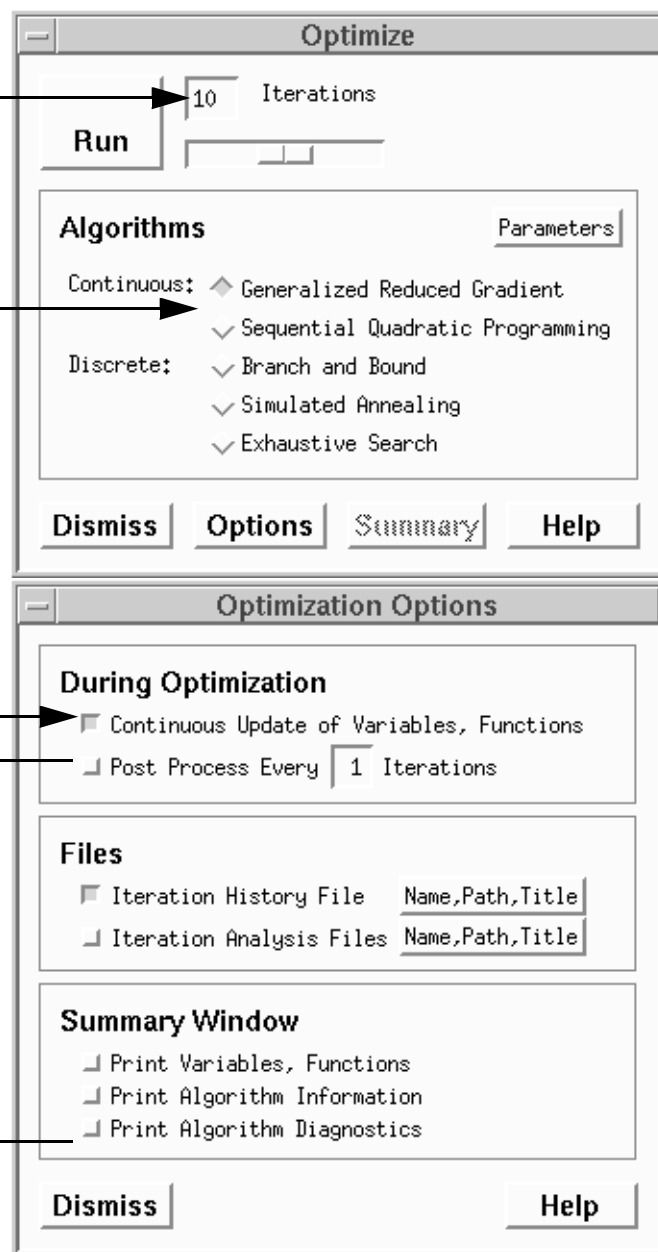 Optimize
10 Iterations
Run
Algorithms Parameters
Continuous: Generalized Reduced Gradient
Sequential Quadratic Programming
Discrete: Branch and Bound
Simulated Annealing
Exhaustive Search
Dismiss Options Summary Help
Optimization Options
During Optimization
Continuous Update of Variables, Functions
Post Process Every 1 Iterations
Files
Iteration History File Name,Path,Title
Iteration Analysis Files Name,Path,Title
Summary Window
Print Variables, Functions
Print Algorithm Information
Print Algorithm Diagnostics
Dismiss Help